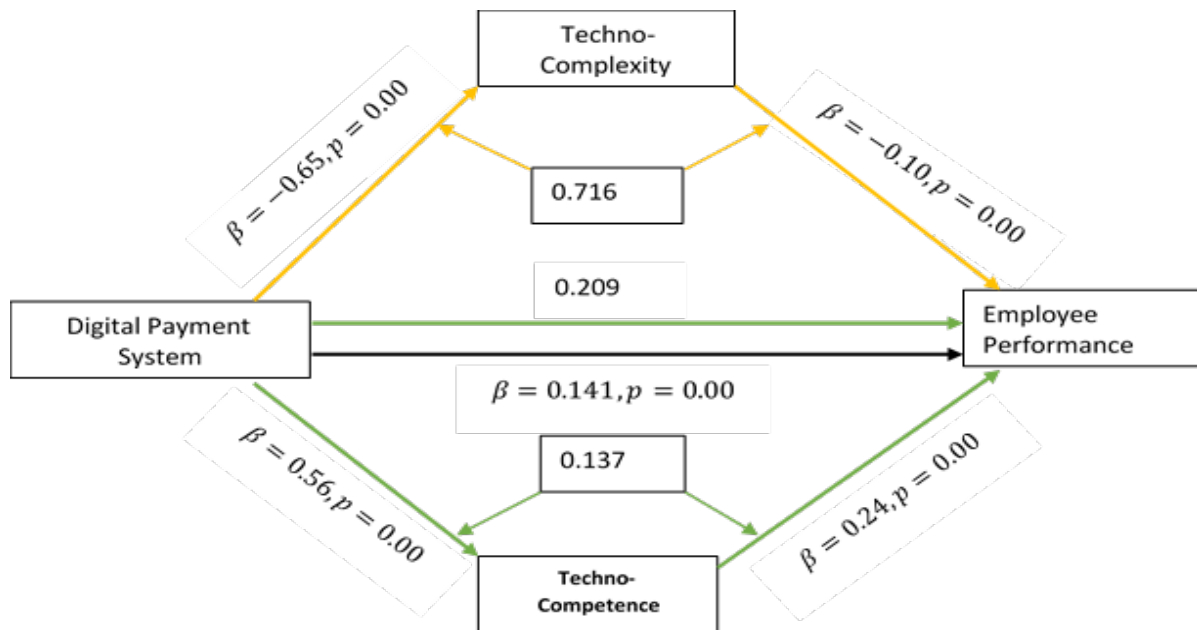 Techno-
Complexity
β = −0.65, p = 0.00
β = −0.10, p = 0.00
0.716
0.209
Digital Payment
System
Employee
Performance
β = 0.141, p = 0.00
0.137
β = 0.56, p = 0.00
β = 0.24, p = 0.00
Techno-
Competence